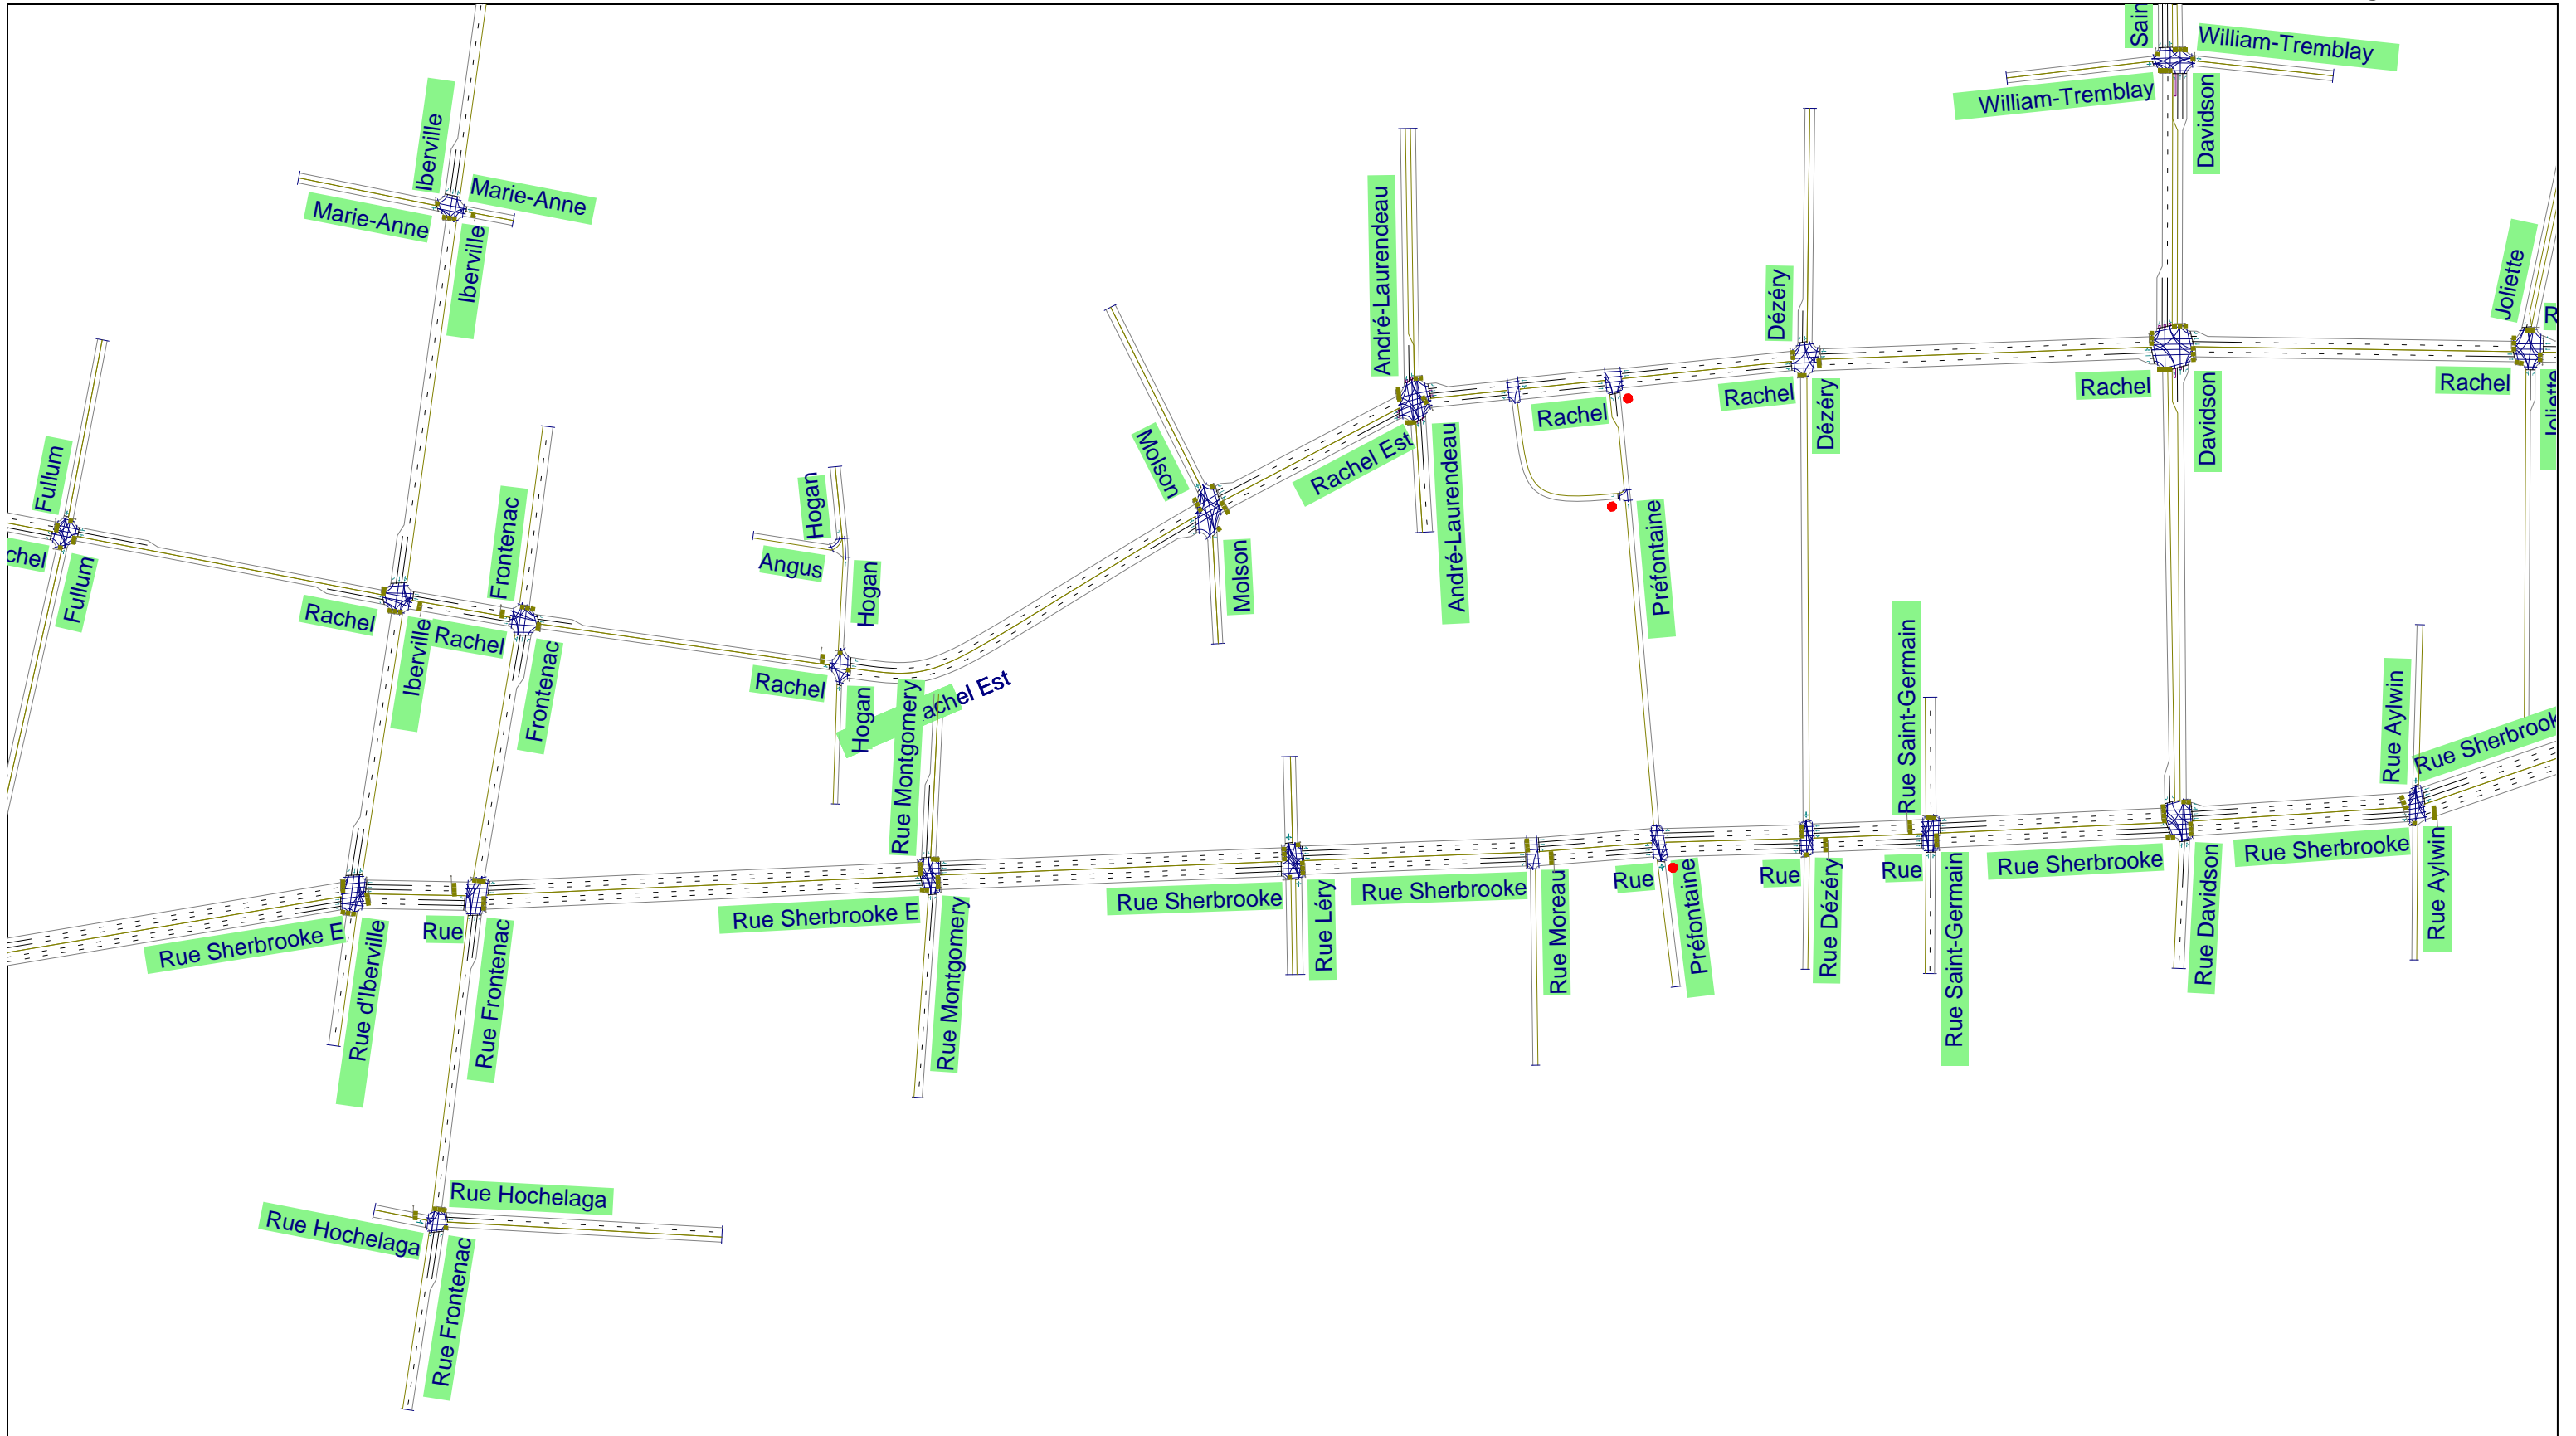 Sain
William-Tremblay
William-Tremblay
Davidson
Iberville
Marie-Anne
Marie-Anne
Iberville
André-Laurendeau
Dézéry
Joliette
R
Rachel
Rachel
Rachel
Rachel
Dézéry
Davidson
Joliette
Fullum
Molson
Rachel Est
André-Laurendeau
Frontenac
Hogan
Préfontaine
chel
Fullum
Angus
Hogan
Molson
Rachel
Iberville
Rachel
Frontenac
Rachel
Hogan
achel Est
Rue Montgomery
Rue Saint-Germain
Rue Aylwin
Rue Sherbrook
Rue Sherbrooke E
Rue d'Iberville
Rue
Rue Frontenac
Rue Sherbrooke E
Rue Montgomery
Rue Sherbrooke
Rue Léry
Rue Sherbrooke
Rue Moreau
Rue
Préfontaine
Rue
Rue Dézéry
Rue
Rue Saint-Germain
Rue Sherbrooke
Rue Davidson
Rue Sherbrooke
Rue Aylwin
Rue Hochelaga
Rue Hochelaga
Rue Frontenac